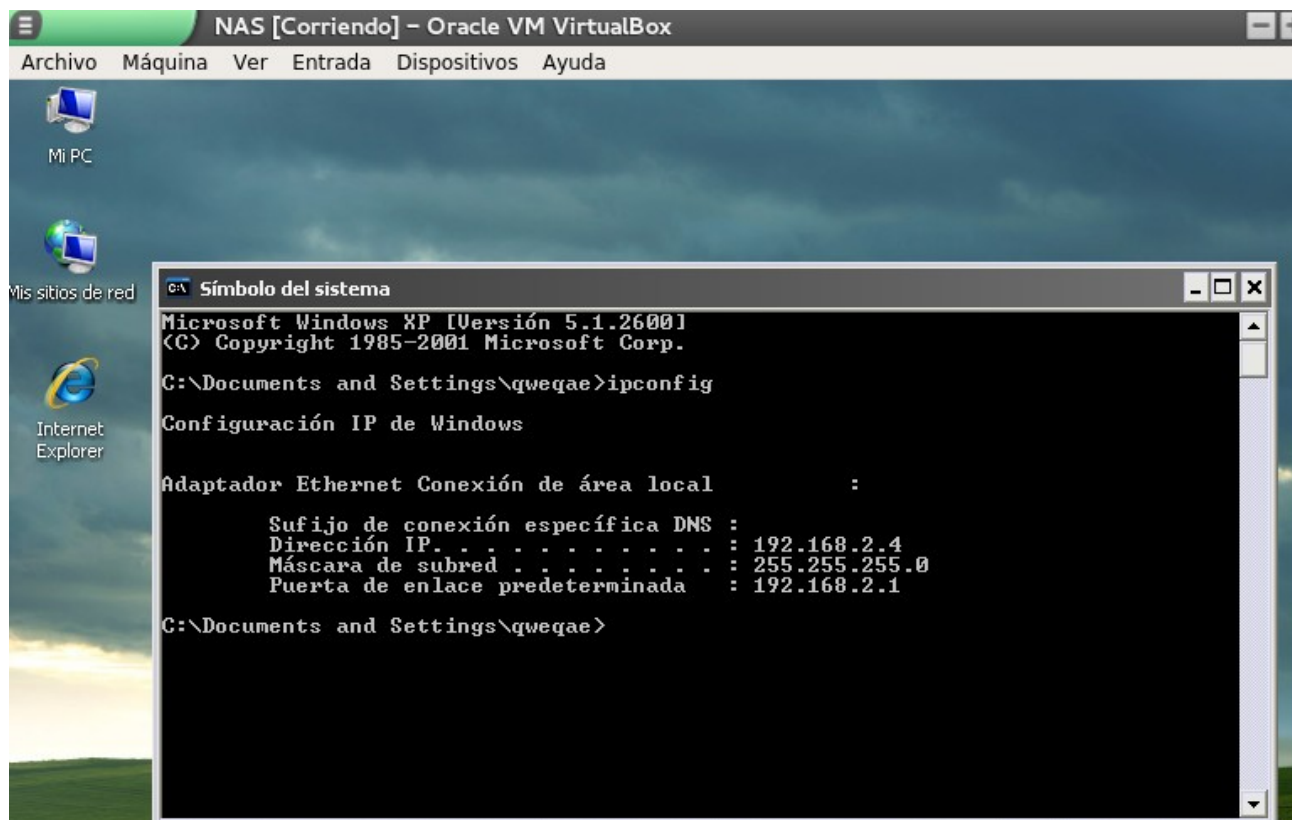 NAS [Corriendo] – Oracle VM VirtualBox
Archivo Máquina Ver Entrada Dispositivos Ayuda
Mi PC
Mis sitios de red
Internet
Explorer
Símbolo del sistema
Microsoft Windows XP [Versión 5.1.2600]
(C) Copyright 1985-2001 Microsoft Corp.
C:\Documents and Settings\qweqae>ipconfig
Configuración IP de Windows
Adaptador Ethernet Conexión de área local :
Sufijo de conexión específica DNS :
Dirección IP. . . . . . . . . . . : 192.168.2.4
Máscara de subred . . . . . . . . : 255.255.255.0
Puerta de enlace predeterminada : 192.168.2.1
C:\Documents and Settings\qweqae>